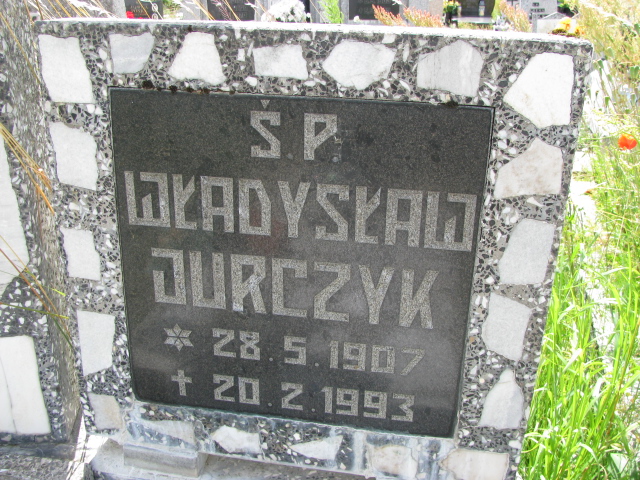 Ś.P.
WŁADYSŁAW
JURCZYK
* 28.5.1907
† 20.2.1993